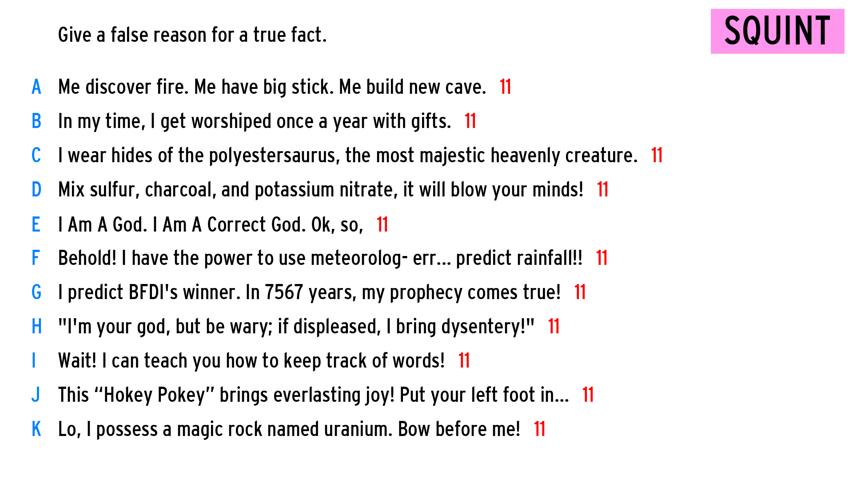 Give a false reason for a true fact.
SQUINT
A Me discover fire. Me have big stick. Me build new cave. 11
B In my time, I get worshiped once a year with gifts. 11
C I wear hides of the polyestersaurus, the most majestic heavenly creature. 11
D Mix sulfur, charcoal, and potassium nitrate, it will blow your minds! 11
E I Am A God. I Am A Correct God. Ok, so, 11
F Behold! I have the power to use meteorolog- err... predict rainfall!! 11
G I predict BFDI's winner. In 7567 years, my prophecy comes true! 11
H "I'm your god, but be wary; if displeased, I bring dysentery!" 11
I Wait! I can teach you how to keep track of words! 11
J This “Hokey Pokey” brings everlasting joy! Put your left foot in... 11
K Lo, I possess a magic rock named uranium. Bow before me! 11